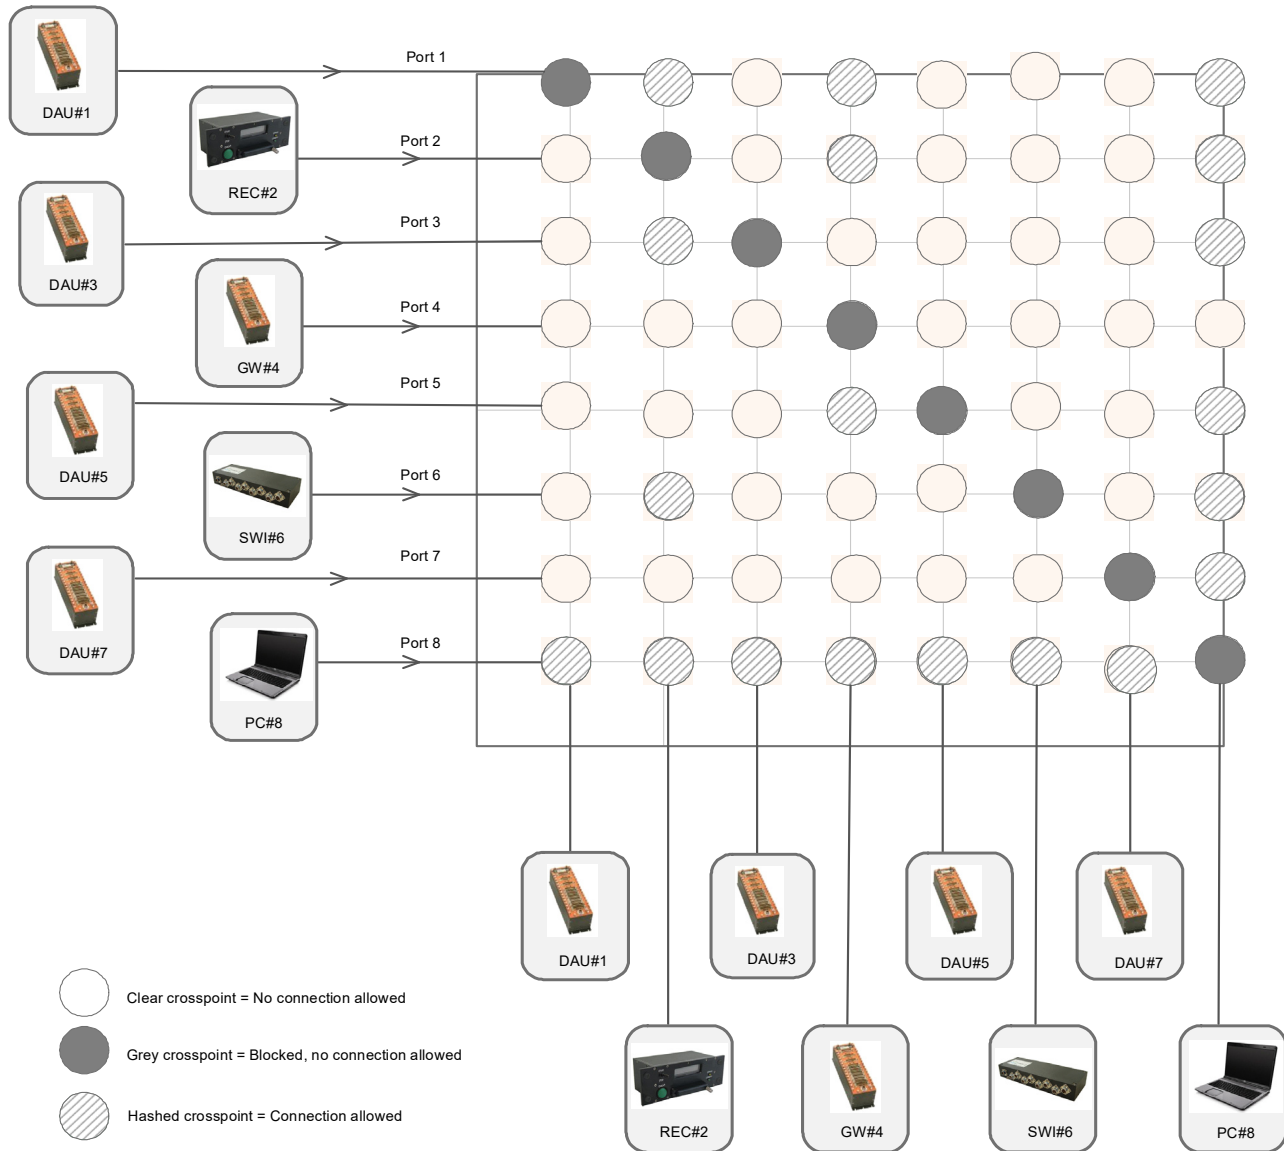 Port 1
DAU#1
Port 2
REC#2
Port 3
DAU#3
Port 4
GW#4
Port 5
DAU#5
Port 6
SWI#6
Port 7
DAU#7
Port 8
PC#8
DAU#1
DAU#3
DAU#5
DAU#7
REC#2
GW#4
SWI#6
PC#8
Clear crosspoint = No connection allowed
Grey crosspoint = Blocked, no connection allowed
Hashed crosspoint = Connection allowed